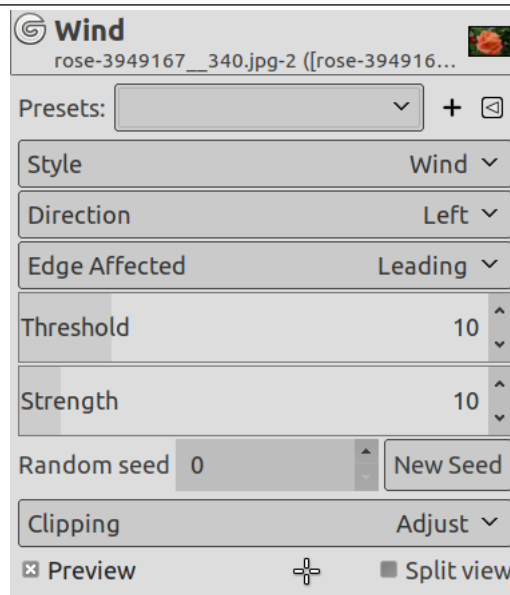 Wind
rose-3949167__340.jpg-2 ([rose-394916...
Presets:
Style Wind
Direction Left
Edge Affected Leading
Threshold 10
Strength 10
Random seed 0 New Seed
Clipping Adjust
Preview Split view